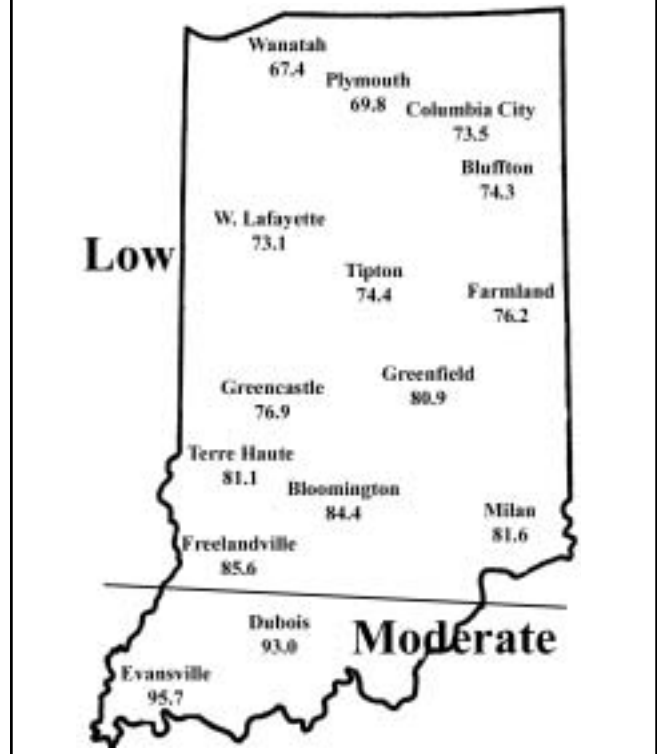 Wanatah
67.4
Plymouth
69.8
Columbia City
73.5
Bluffton
74.3
W. Lafayette
73.1
Low
Tipton
74.4
Farmland
76.2
Greenfield
80.9
Greencastle
76.9
Terre Haute
81.1
Bloomington
84.4
Milan
81.6
Freelandville
85.6
Dubois
93.0
Moderate
Evansville
95.7